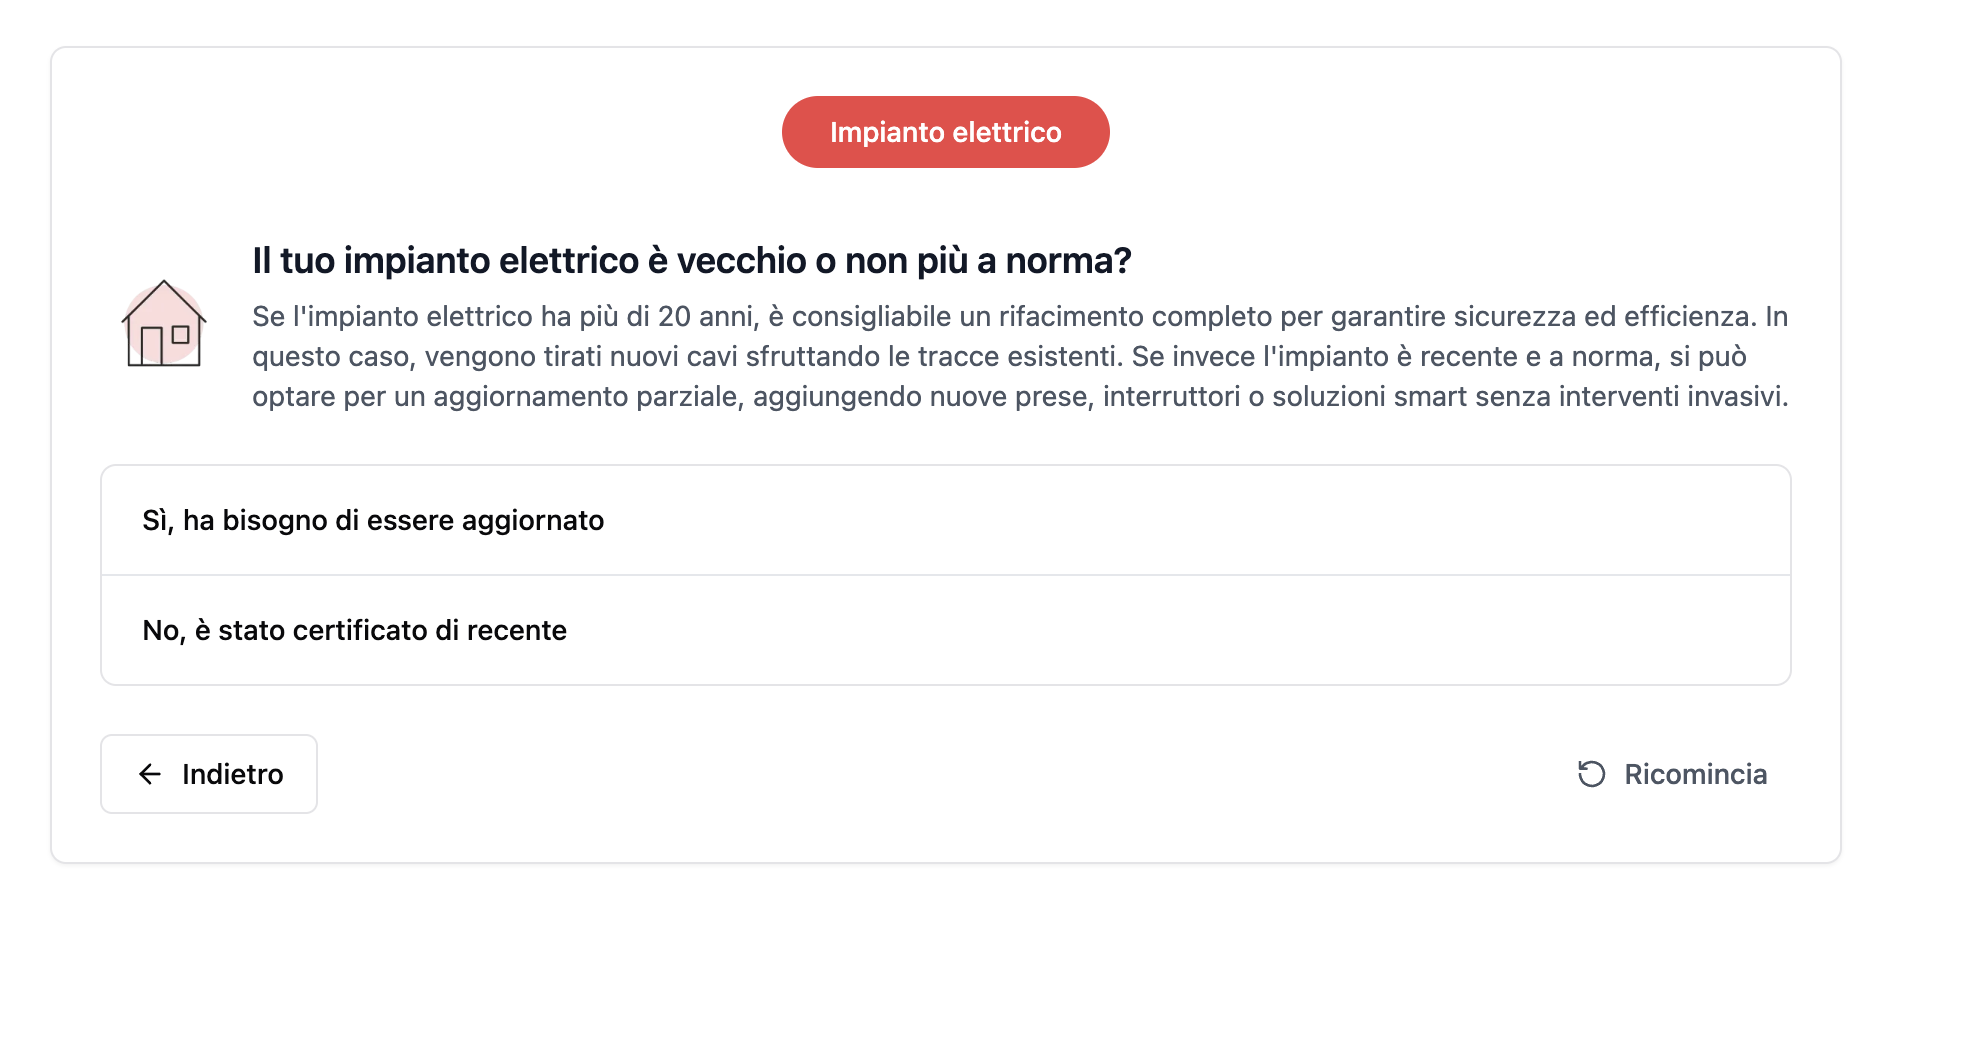 Impianto elettrico
Il tuo impianto elettrico è vecchio o non più a norma?
Se l'impianto elettrico ha più di 20 anni, è consigliabile un rifacimento completo per garantire sicurezza ed efficienza. In
questo caso, vengono tirati nuovi cavi sfruttando le tracce esistenti. Se invece l'impianto è recente e a norma, si può
optare per un aggiornamento parziale, aggiungendo nuove prese, interruttori o soluzioni smart senza interventi invasivi.
Sì, ha bisogno di essere aggiornato
No, è stato certificato di recente
Indietro
Ricomincia